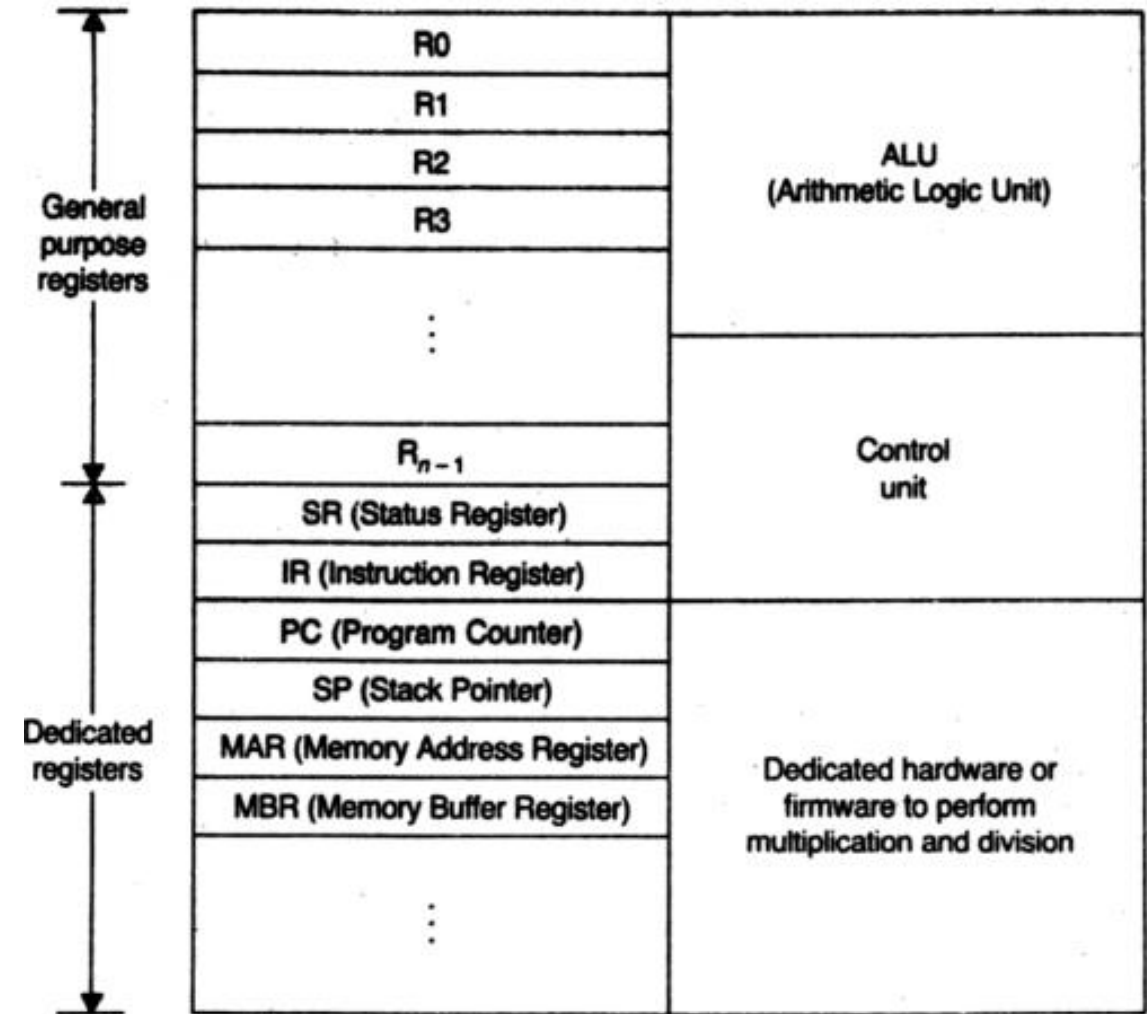 General
purpose
registers
Dedicated
registers
R0
R1
R2
R3
⋮
Rn−1
SR (Status Register)
IR (Instruction Register)
PC (Program Counter)
SP (Stack Pointer)
MAR (Memory Address Register)
MBR (Memory Buffer Register)
⋮
ALU
(Arithmetic Logic Unit)
Control
unit
Dedicated hardware or
firmware to perform
multiplication and division